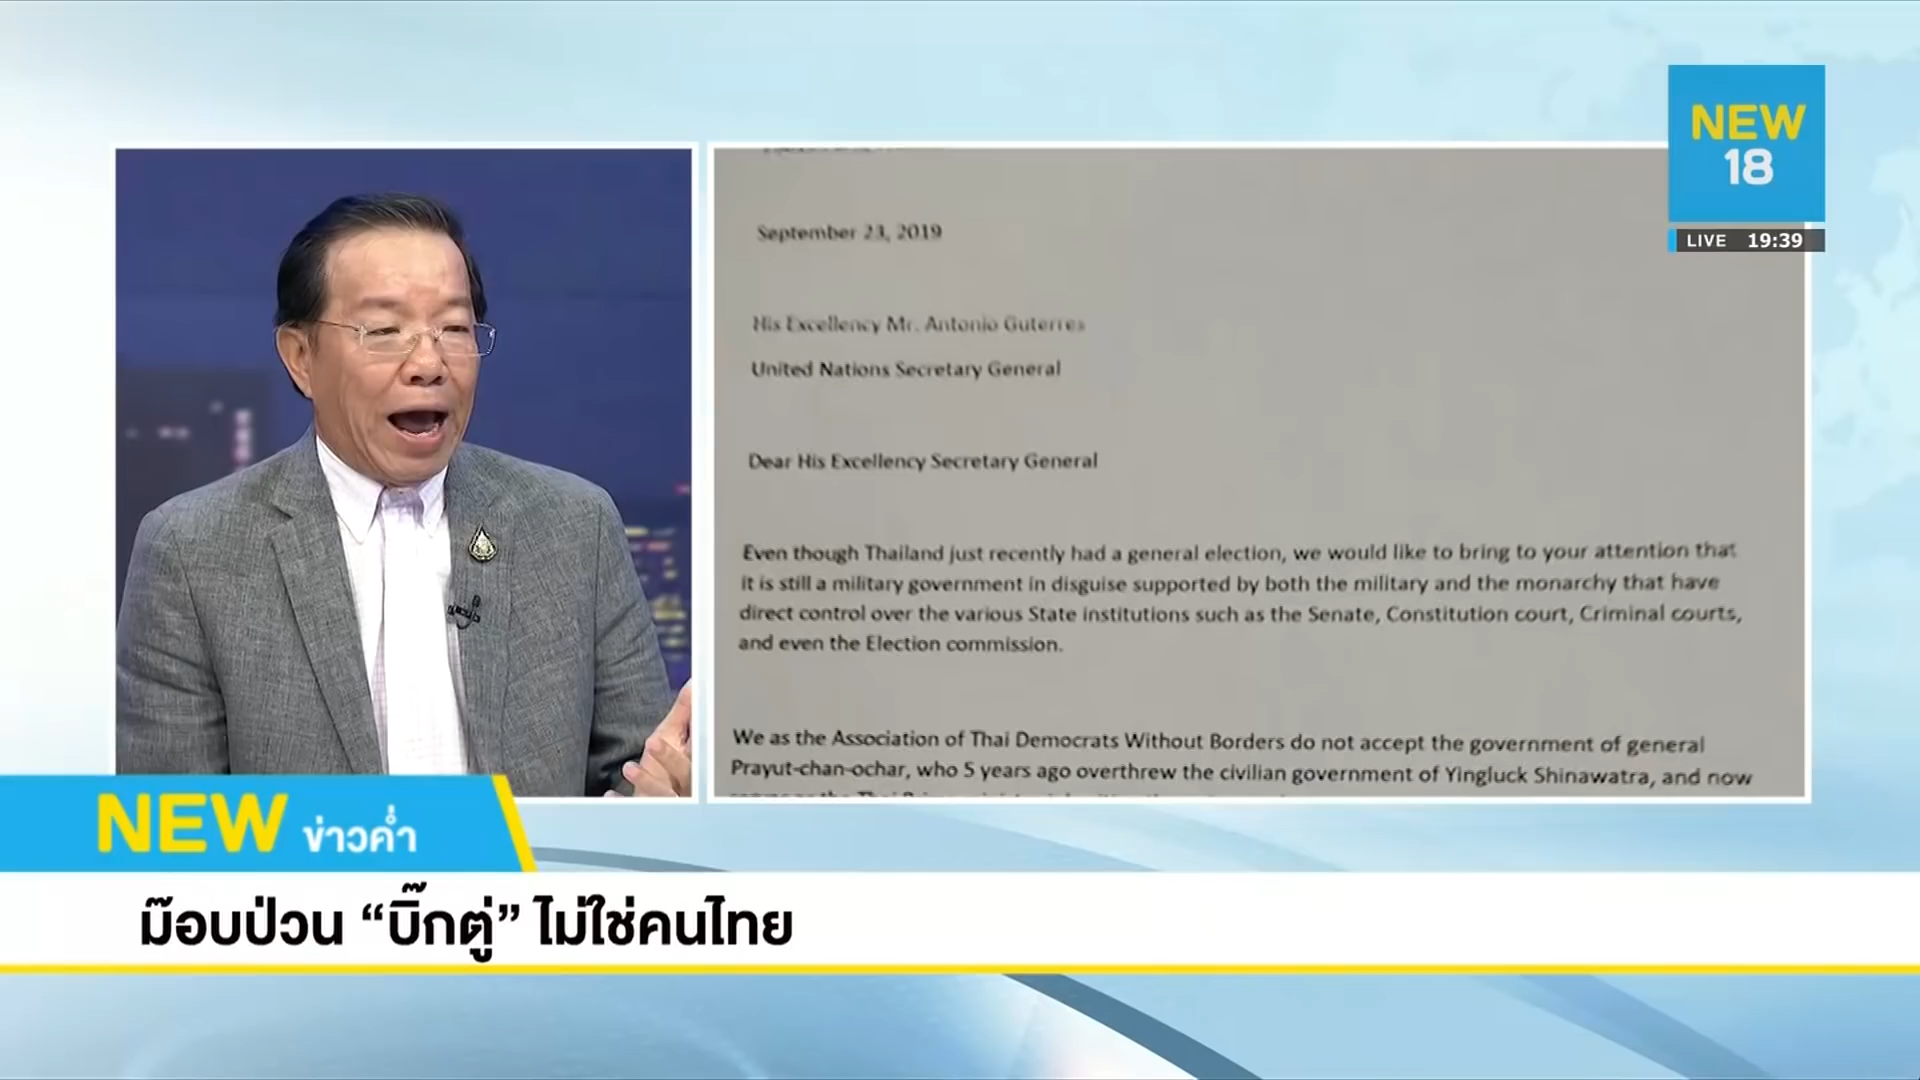 NEW
18
LIVE 19:39
September 23, 2019
His Excellency Mr. Antonio Guterres
United Nations Secretary General
Dear His Excellency Secretary General
Even though Thailand just recently had a general election, we would like to bring to your attention that
it is still a military government in disguise supported by both the military and the monarchy that have
direct control over the various State institutions such as the Senate, Constitution court, Criminal courts,
and even the Election commission.
We as the Association of Thai Democrats Without Borders do not accept the government of general
Prayut-chan-ochar, who 5 years ago overthrew the civilian government of Yingluck Shinawatra, and now
NEW ข่าวค่ำ
ม๊อบป่วน “บิ๊กตู่” ไม่ใช่คนไทย